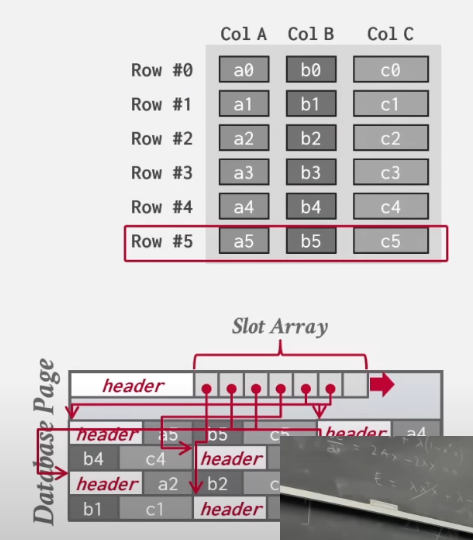 Col A Col B Col C
Row #0 a0 b0 c0
Row #1 a1 b1 c1
Row #2 a2 b2 c2
Row #3 a3 b3 c3
Row #4 a4 b4 c4
Row #5 a5 b5 c5
Slot Array
Database Page
header
header a5 b5 c5 header a4
b4 c4 header
header a2 b2 c
b1 c1 header